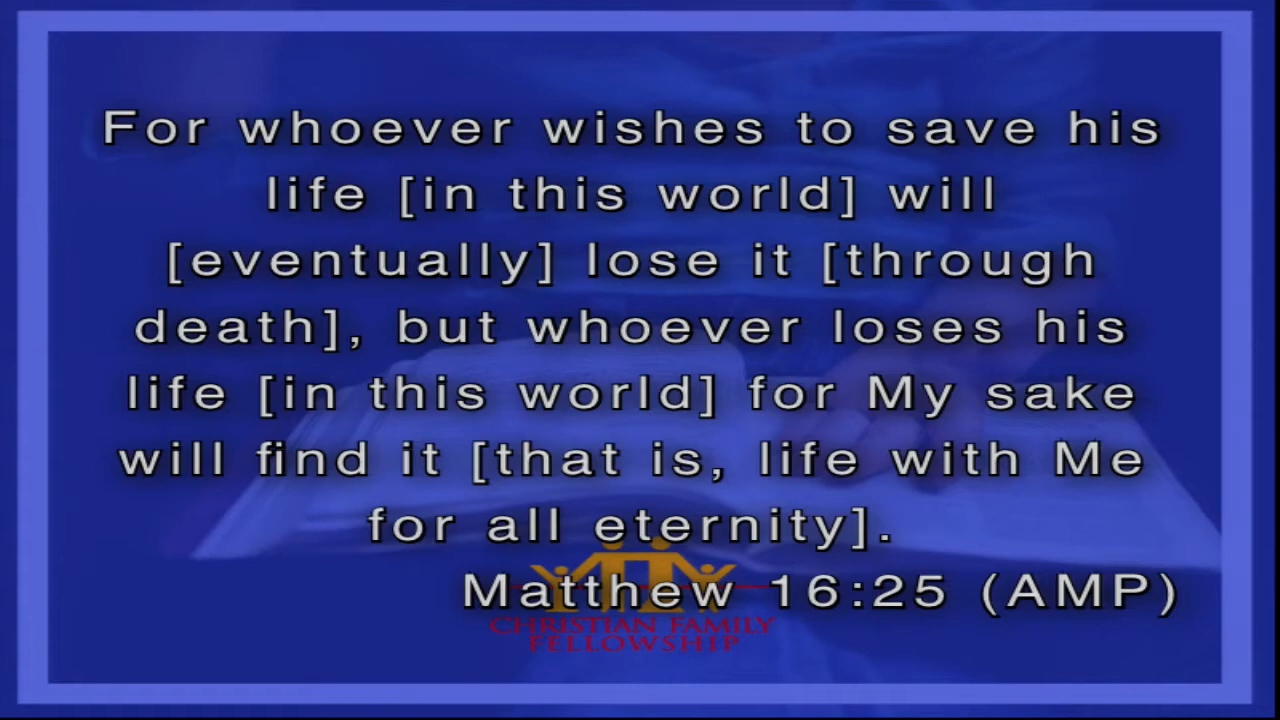 For whoever wishes to save his
life [in this world] will
[eventually] lose it [through
death], but whoever loses his
life [in this world] for My sake
will find it [that is, life with Me
for all eternity].
Matthew 16:25 (AMP)
CHRISTIAN FAMILY
FELLOWSHIP